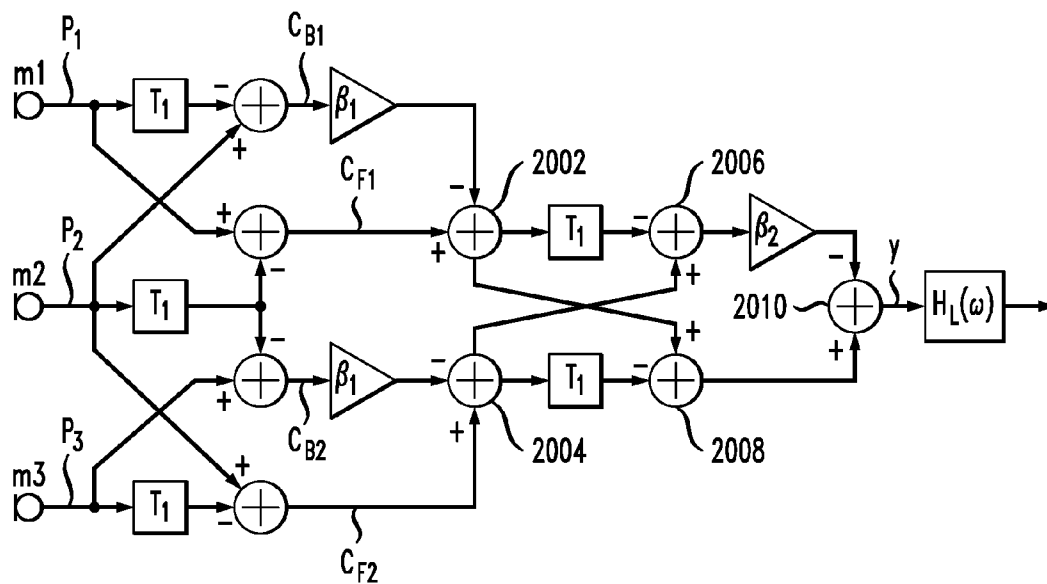 P1
CB1
m1
T1
−
β1
+
CF1
2002
2006
−
+
−
+
T1
−
β2
−
P2
m2
T1
−
−
+
+
y
2010
HL(ω)
+
+
β1
−
T1
−
P3
CB2
+
2004
2008
m3
T1
+
−
CF2